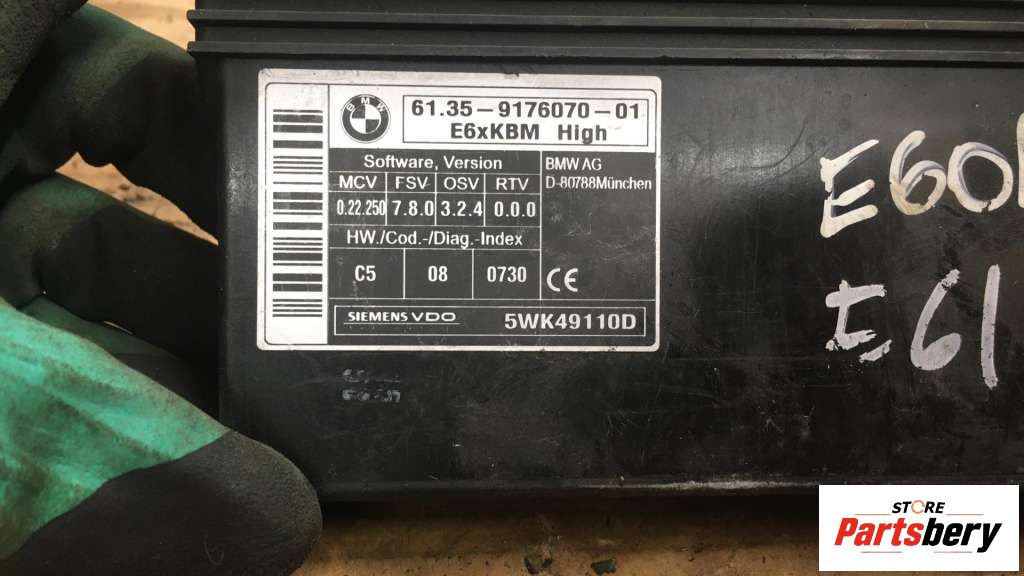 BMW
61.35-9176070-01
E6xKBM High
Software, Version
MCV FSV OSV RTV
0.22.250 7.8.0 3.2.4 0.0.0
HW./Cod.-/Diag.-Index
C5 08 0730
BMW AG
D-80788München
CE
SIEMENS VDO 5WK49110D
E60
E61
STORE
Partsbery